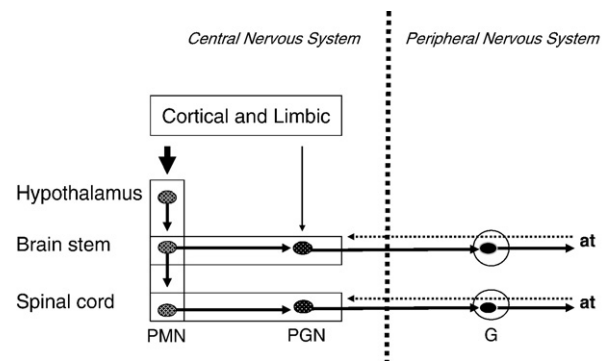 Central Nervous System Peripheral Nervous System
Cortical and Limbic
Hypothalamus
Brain stem at
Spinal cord at
PMN PGN G